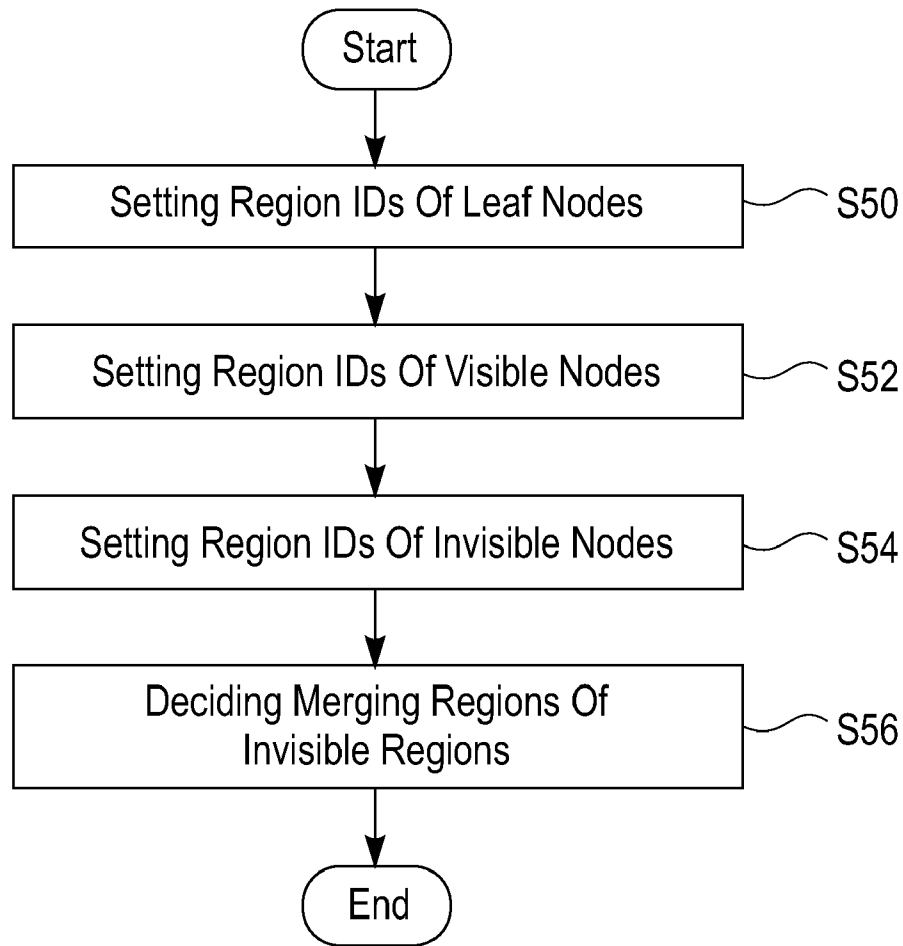 Start
Setting Region IDs Of Leaf Nodes
S50
Setting Region IDs Of Visible Nodes
S52
Setting Region IDs Of Invisible Nodes
S54
Deciding Merging Regions Of
Invisible Regions
S56
End